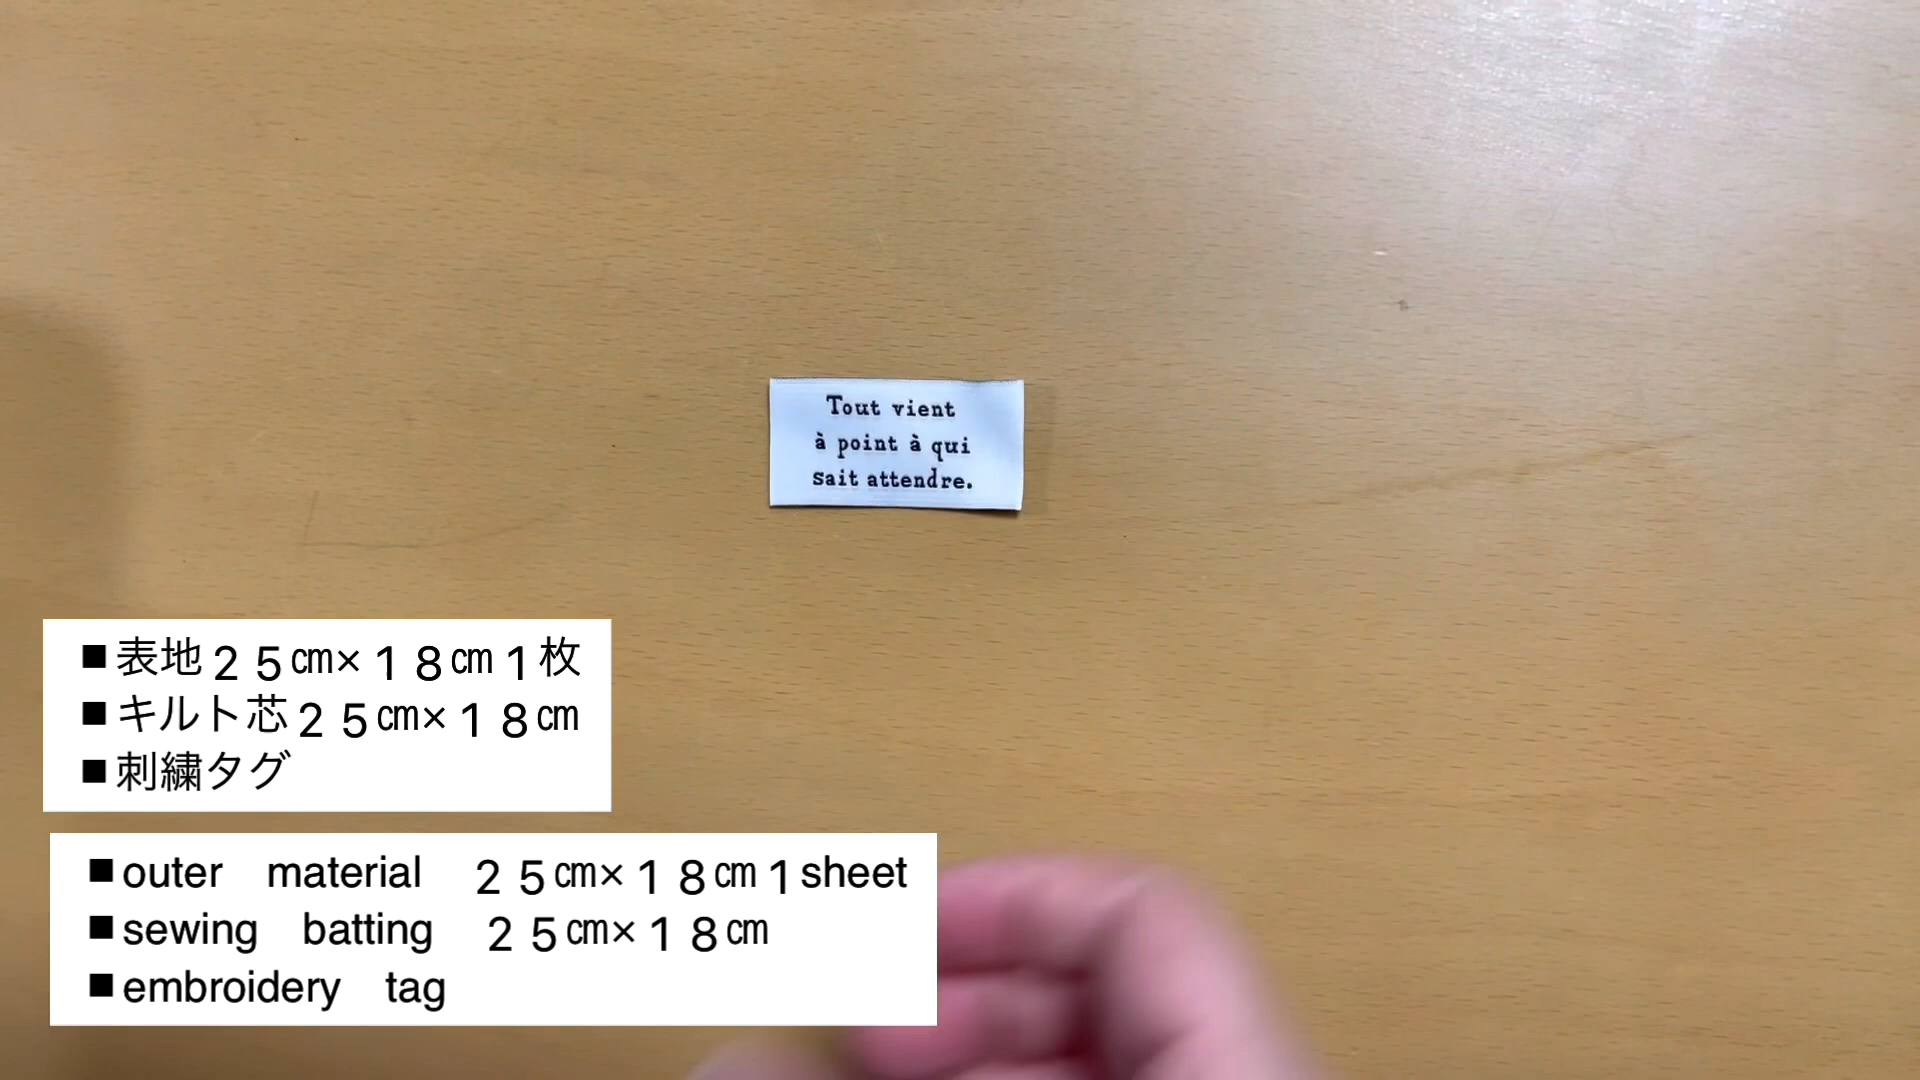 Tout vient
à point à qui
sait attendre.
■表地25㎝×18㎝1枚
■キルト芯25㎝×18㎝
■刺繍タグ
■outer material 25㎝×18㎝1sheet
■sewing batting 25㎝×18㎝
■embroidery tag